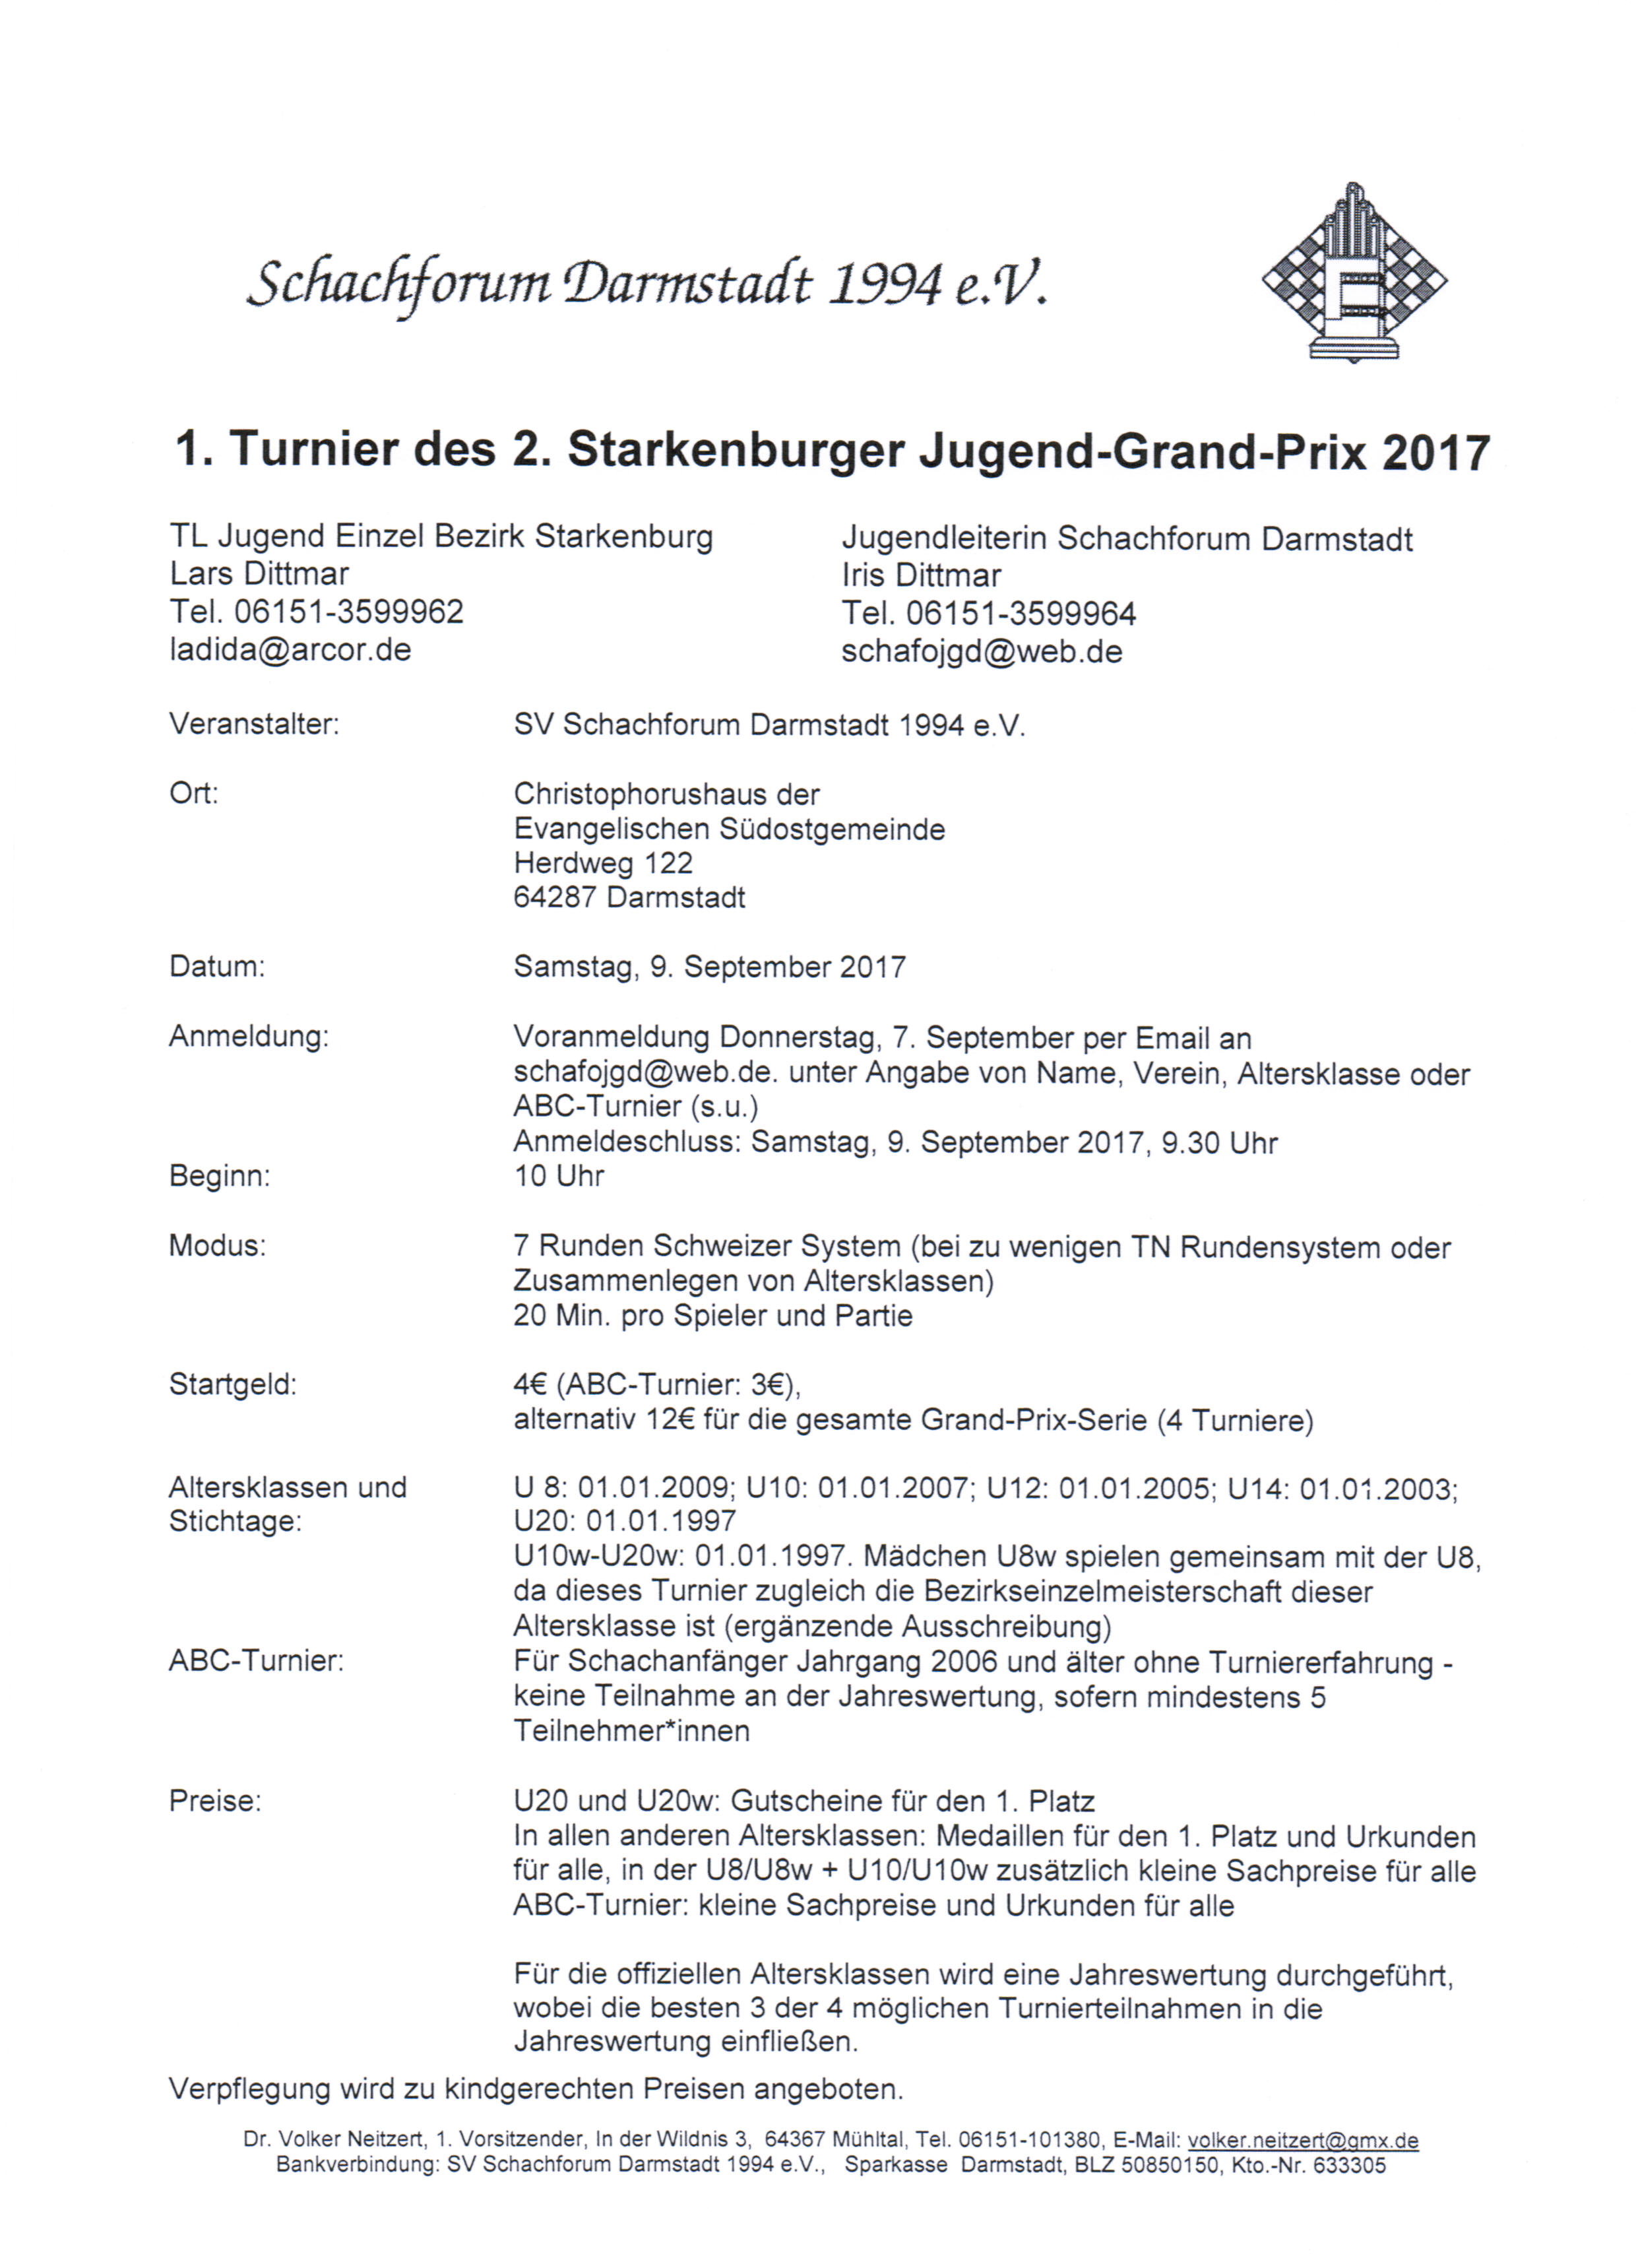 Schachforum Darmstadt 1994 e.V.
1. Turnier des 2. Starkenburger Jugend-Grand-Prix 2017
TL Jugend Einzel Bezirk Starkenburg
Lars Dittmar
Tel. 06151-3599962
ladida@arcor.de
Jugendleiterin Schachforum Darmstadt
Iris Dittmar
Tel. 06151-3599964
schafojgd@web.de
Veranstalter: SV Schachforum Darmstadt 1994 e.V.
Ort: Christophorushaus der
Evangelischen Südostgemeinde
Herdweg 122
64287 Darmstadt
Datum: Samstag, 9. September 2017
Anmeldung: Voranmeldung Donnerstag, 7. September per Email an
schafojgd@web.de. unter Angabe von Name, Verein, Altersklasse oder
ABC-Turnier (s.u.)
Anmeldeschluss: Samstag, 9. September 2017, 9.30 Uhr
Beginn: 10 Uhr
Modus: 7 Runden Schweizer System (bei zu wenigen TN Rundensystem oder
Zusammenlegen von Altersklassen)
20 Min. pro Spieler und Partie
Startgeld: 4€ (ABC-Turnier: 3€),
alternativ 12€ für die gesamte Grand-Prix-Serie (4 Turniere)
Altersklassen und U 8: 01.01.2009; U10: 01.01.2007; U12: 01.01.2005; U14: 01.01.2003;
Stichtage: U20: 01.01.1997
U10w-U20w: 01.01.1997. Mädchen U8w spielen gemeinsam mit der U8,
da dieses Turnier zugleich die Bezirkseinzelmeisterschaft dieser
Altersklasse ist (ergänzende Ausschreibung)
ABC-Turnier: Für Schachanfänger Jahrgang 2006 und älter ohne Turniererfahrung -
keine Teilnahme an der Jahreswertung, sofern mindestens 5
Teilnehmer*innen
Preise: U20 und U20w: Gutscheine für den 1. Platz
In allen anderen Altersklassen: Medaillen für den 1. Platz und Urkunden
für alle, in der U8/U8w + U10/U10w zusätzlich kleine Sachpreise für alle
ABC-Turnier: kleine Sachpreise und Urkunden für alle
Für die offiziellen Altersklassen wird eine Jahreswertung durchgeführt,
wobei die besten 3 der 4 möglichen Turnierteilnahmen in die
Jahreswertung einfließen.
Verpflegung wird zu kindgerechten Preisen angeboten.
Dr. Volker Neitzert, 1. Vorsitzender, In der Wildnis 3, 64367 Mühltal, Tel. 06151-101380, E-Mail: volker.neitzert@gmx.de
Bankverbindung: SV Schachforum Darmstadt 1994 e.V., Sparkasse Darmstadt, BLZ 50850150, Kto.-Nr. 633305